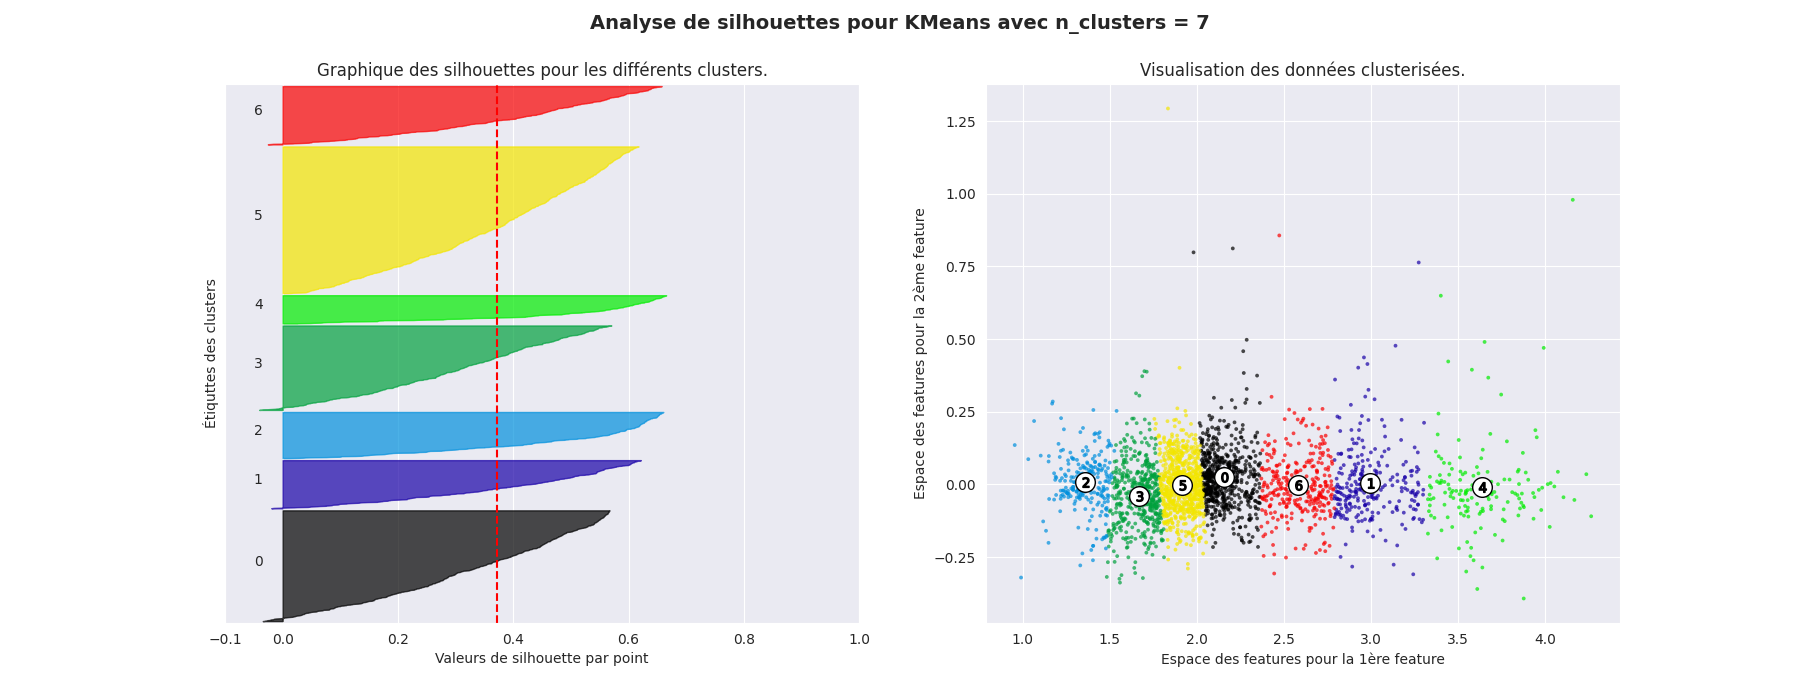 Analyse de silhouettes pour KMeans avec n_clusters = 7
Graphique des silhouettes pour les différents clusters.
Étiquttes des clusters
6
5
4
3
2
1
0
−0.1 0.0 0.2 0.4 0.6 0.8 1.0
Valeurs de silhouette par point
Visualisation des données clusterisées.
Espace des features pour la 2ème feature
1.25
1.00
0.75
0.50
0.25
0.00
−0.25
2 3 5 0 6 1 4
1.0 1.5 2.0 2.5 3.0 3.5 4.0
Espace des features pour la 1ère feature